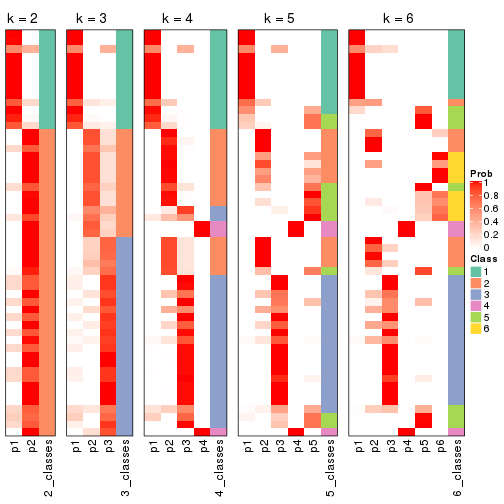 k = 2
k = 3
k = 4
k = 5
k = 6
Prob
1
0.8
0.6
0.4
0.2
0
Class
1
2
3
4
5
6
p1
p2
2_classes
p1
p2
p3
3_classes
p1
p2
p3
p4
4_classes
p1
p2
p3
p4
p5
5_classes
p1
p2
p3
p4
p5
p6
6_classes